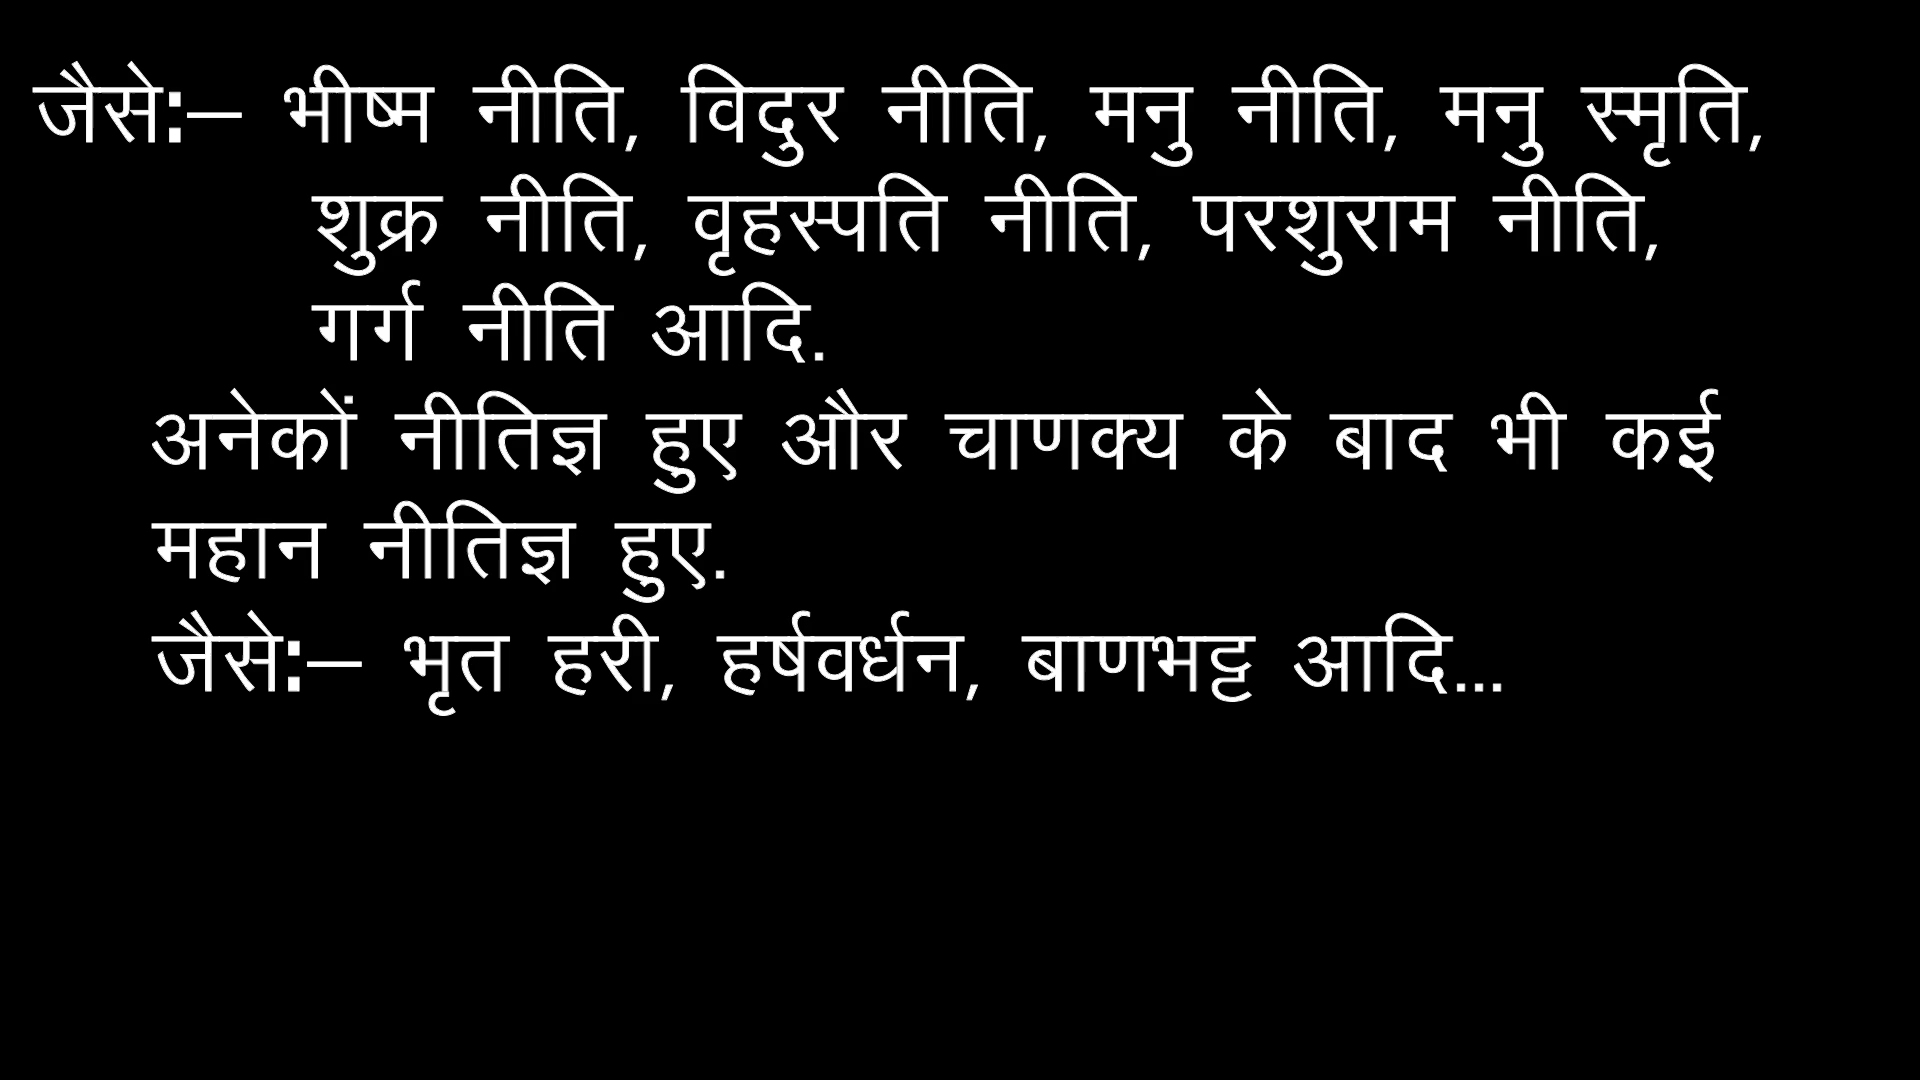 जैसे:– भीष्म नीति, विदुर नीति, मनु नीति, मनु स्मृति,
शुक्र नीति, वृहस्पति नीति, परशुराम नीति,
गर्ग नीति आदि.
अनेकों नीतिज्ञ हुए और चाणक्य के बाद भी कई
महान नीतिज्ञ हुए.
जैसे:– भृत हरी, हर्षवर्धन, बाणभट्ट आदि...